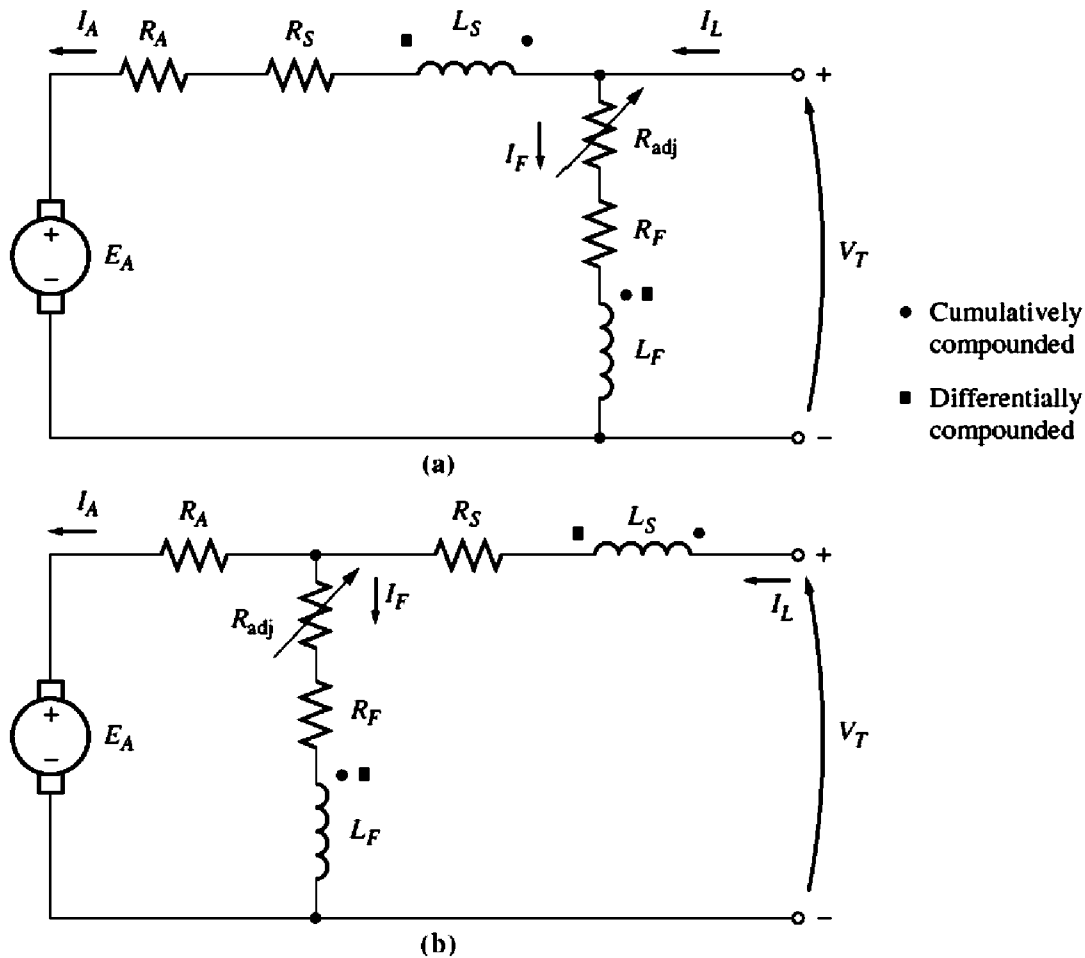 I_A R_A R_S L_S I_L
+
I_F R_adj
R_F
+
E_A
−
V_T
L_F
● Cumulatively
compounded
■ Differentially
compounded
−
(a)
I_A R_A R_S L_S
+
R_adj I_F I_L
R_F
+
E_A
−
V_T
L_F
−
(b)